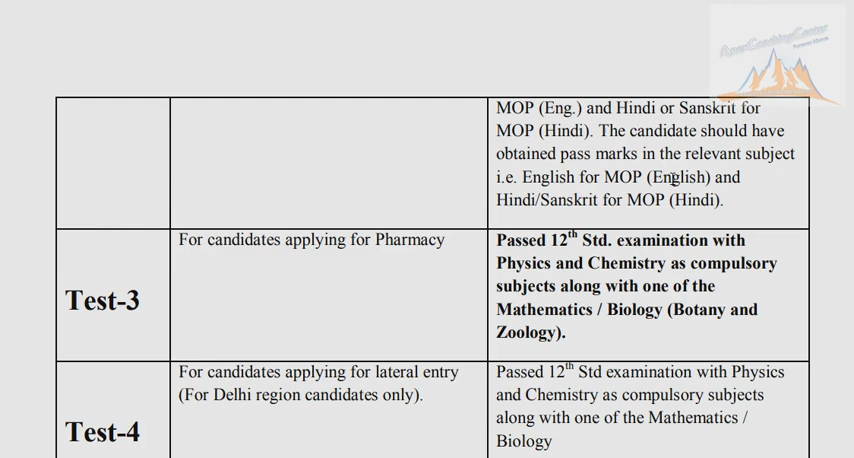 ApexCoachingCenter
MOP (Eng.) and Hindi or Sanskrit for
MOP (Hindi). The candidate should have
obtained pass marks in the relevant subject
i.e. English for MOP (English) and
Hindi/Sanskrit for MOP (Hindi).
Test-3
For candidates applying for Pharmacy
Passed 12th Std. examination with
Physics and Chemistry as compulsory
subjects along with one of the
Mathematics / Biology (Botany and
Zoology).
Test-4
For candidates applying for lateral entry
(For Delhi region candidates only).
Passed 12th Std examination with Physics
and Chemistry as compulsory subjects
along with one of the Mathematics /
Biology